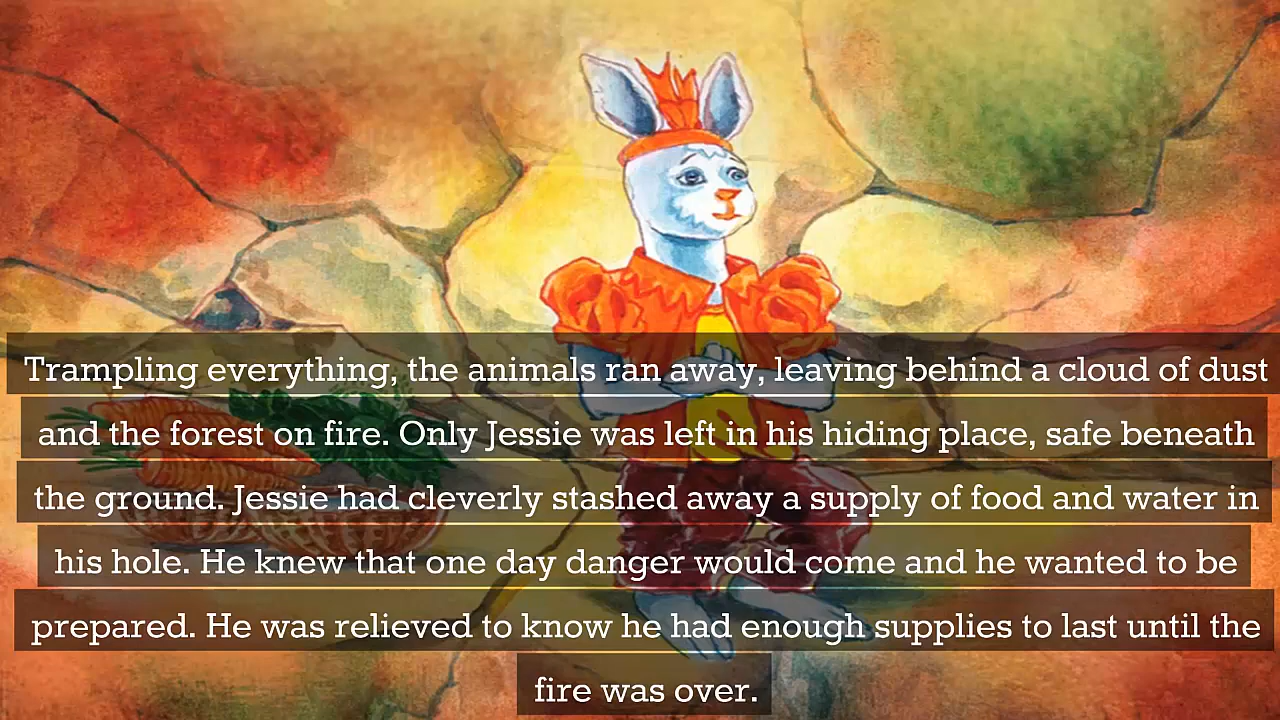 Trampling everything, the animals ran away, leaving behind a cloud of dust
and the forest on fire. Only Jessie was left in his hiding place, safe beneath
the ground. Jessie had cleverly stashed away a supply of food and water in
his hole. He knew that one day danger would come and he wanted to be
prepared. He was relieved to know he had enough supplies to last until the
fire was over.